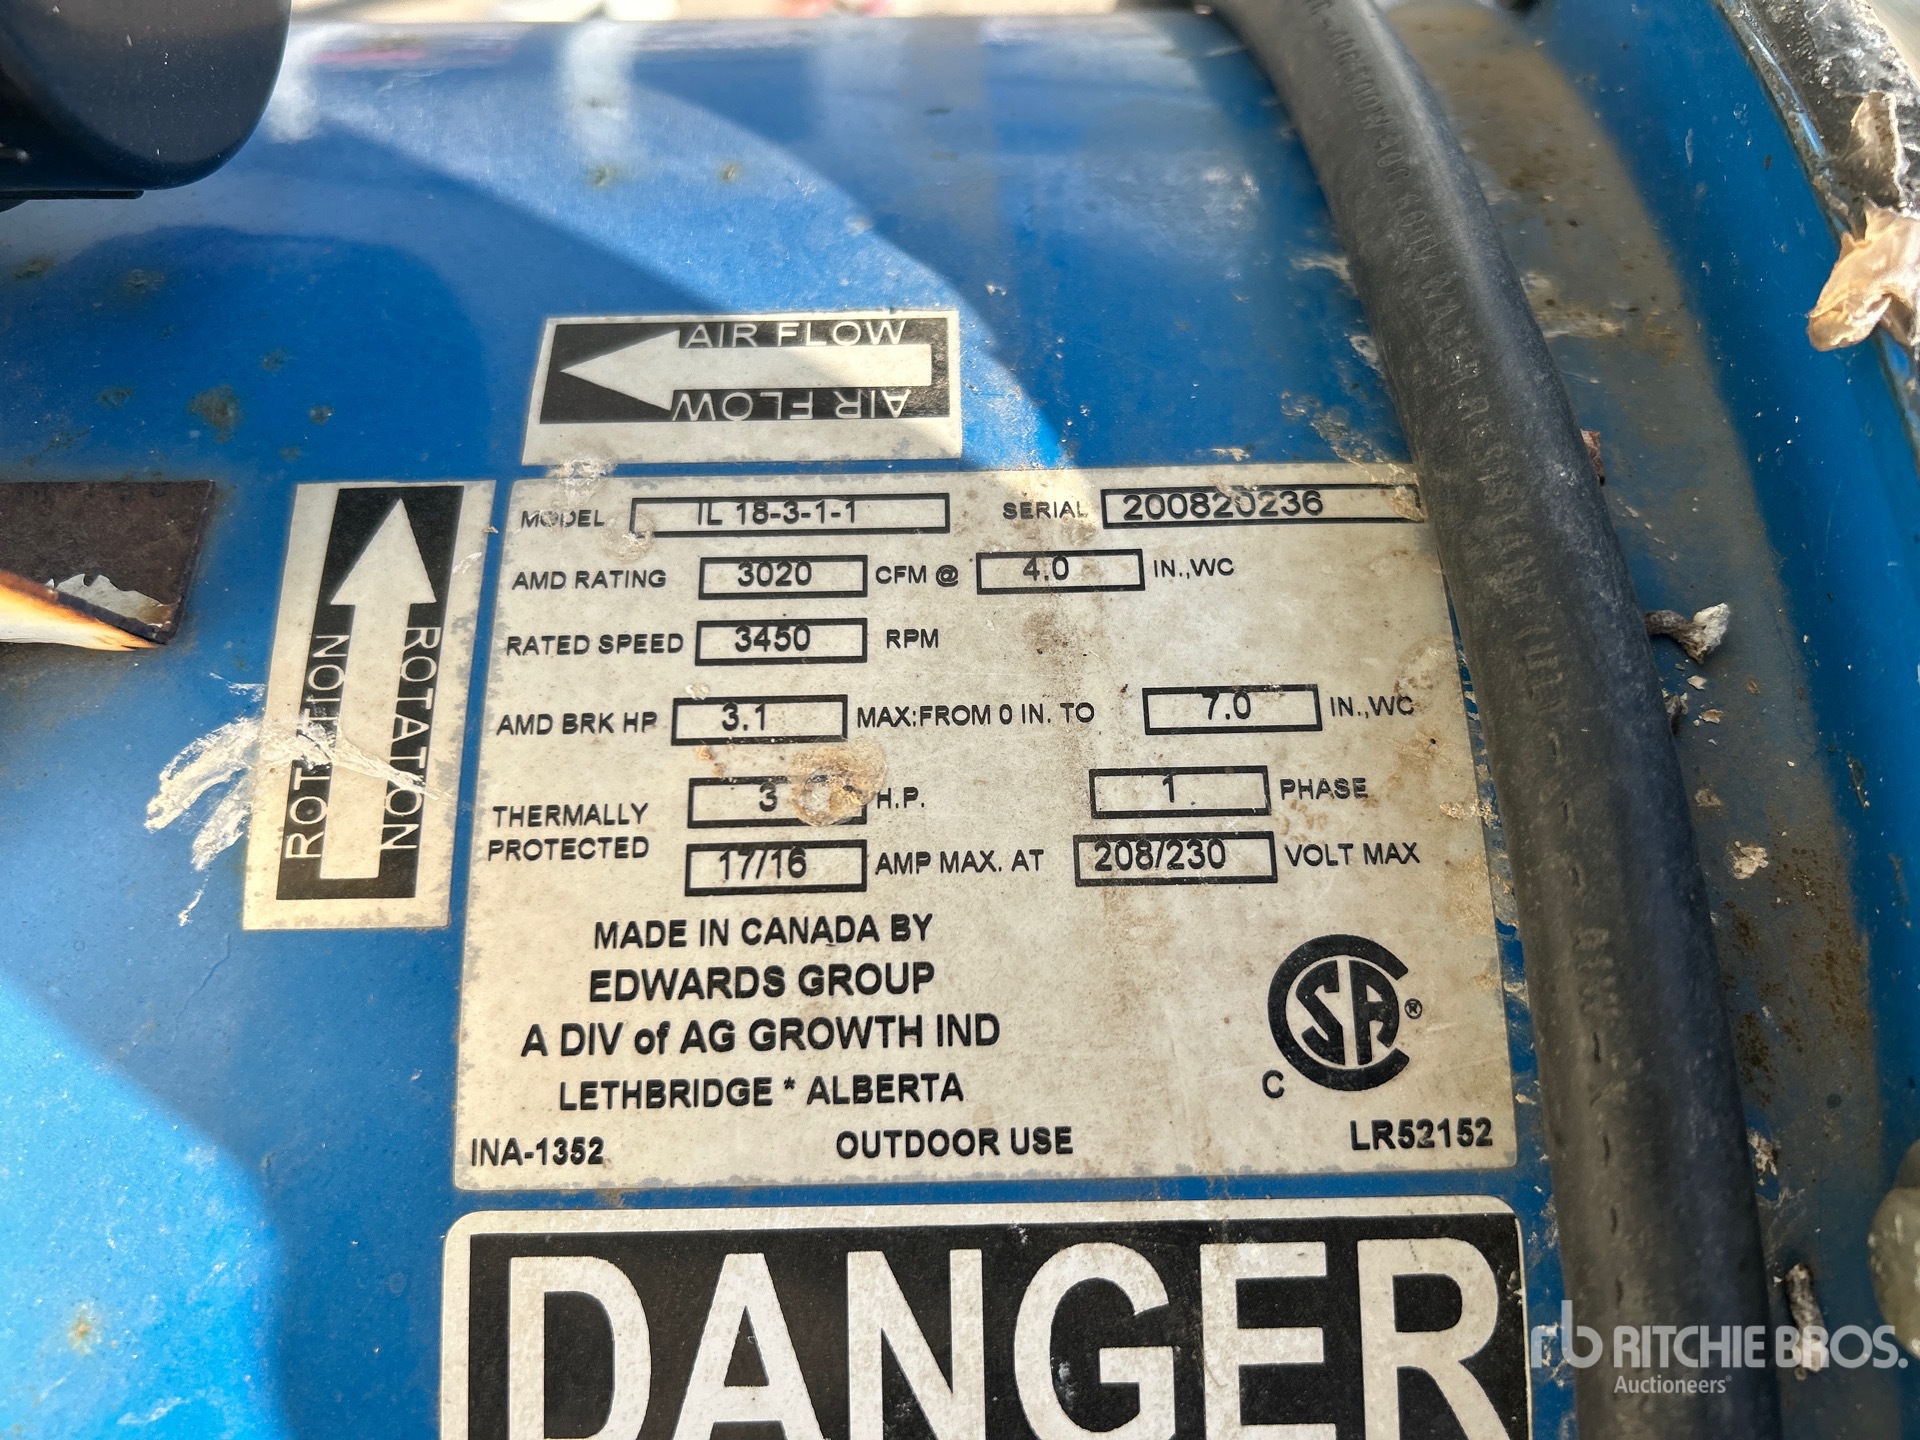 AIR FLOW
AIR FLOW
ROTATION
ROTATION
MODEL IL 18-3-1-1 SERIAL 200820236
AMD RATING 3020 CFM @ 4.0 IN.,WC
RATED SPEED 3450 RPM
AMD BRK HP 3.1 MAX:FROM 0 IN. TO 7.0 IN.,WC
THERMALLY PROTECTED
3 H.P. 1 PHASE
17/16 AMP MAX. AT 208/230 VOLT MAX
MADE IN CANADA BY
EDWARDS GROUP
A DIV of AG GROWTH IND
LETHBRIDGE * ALBERTA
CSA®
C
INA-1352 OUTDOOR USE LR52152
DANGER
rb RITCHIE BROS.
Auctioneers